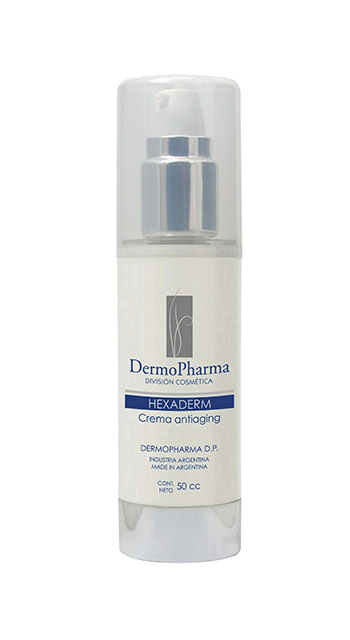 DermoPharma
DIVISIÓN COSMÉTICA
HEXADERM
Crema antiaging
DERMOPHARMA D.P.
INDUSTRIA ARGENTINA
MADE IN ARGENTINA
CONT. NETO 50 cc